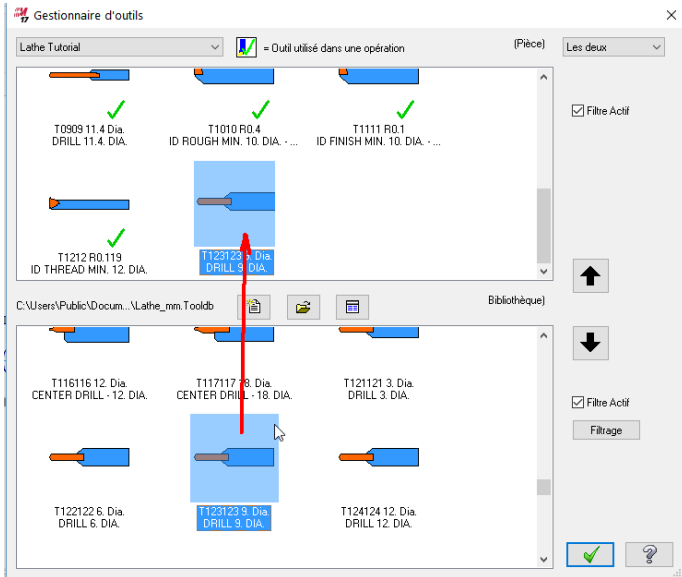 17 Gestionnaire d'outils
Lathe Tutorial
= Outil utilisé dans une opération
(Pièce)
Les deux
Filtre Actif
T0909 11.4 Dia.
DRILL 11.4. DIA.
T1010 R0.4
ID ROUGH MIN. 10. DIA. - ...
T1111 R0.1
ID FINISH MIN. 10. DIA. - ...
T1212 R0.119
ID THREAD MIN. 12. DIA.
T123123 9. Dia.
DRILL 9. DIA.
C:\Users\Public\Docum...\Lathe_mm.Tooldb
Bibliothèque)
T116116 12. Dia.
CENTER DRILL - 12. DIA.
T117117 18. Dia.
CENTER DRILL - 18. DIA.
T121121 3. Dia.
DRILL 3. DIA.
Filtre Actif
Filtrage
T122122 6. Dia.
DRILL 6. DIA.
T123123 9. Dia.
DRILL 9. DIA.
T124124 12. Dia.
DRILL 12. DIA.